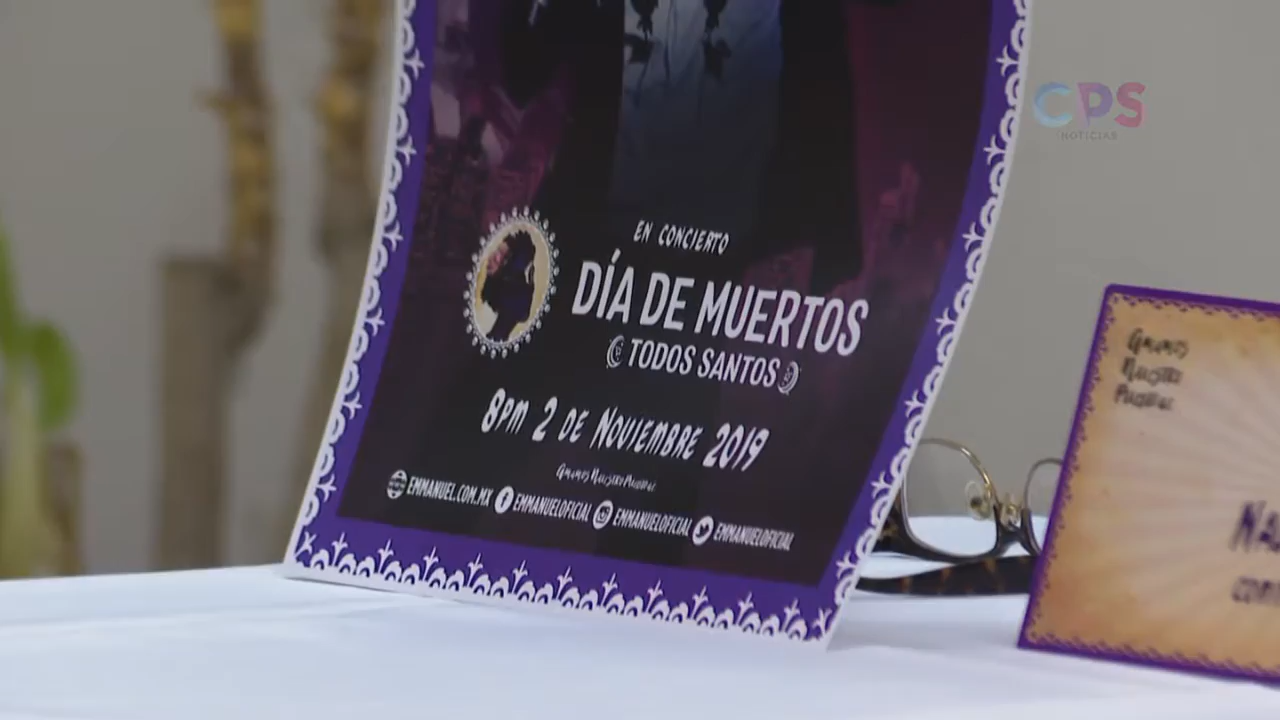 CPS
NOTICIAS
EN CONCIERTO
DÍA DE MUERTOS
TODOS SANTOS
8PM 2 DE NOVIEMBRE 2019
EMMANUEL.COM.MX EMMANUELOFICIAL EMMANUELOFICIAL EMMANUELOFICIAL